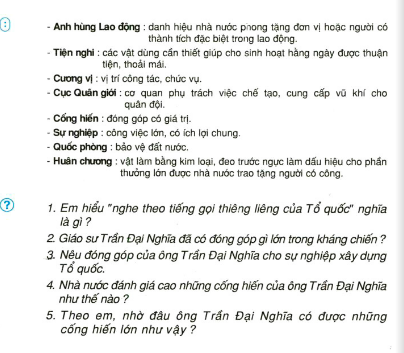 - Anh hùng Lao động : danh hiệu nhà nước phong tặng đơn vị hoặc người có
thành tích đặc biệt trong lao động.
- Tiện nghi : các vật dùng cần thiết giúp cho sinh hoạt hằng ngày được thuận
tiện, thoải mái.
- Cương vị : vị trí công tác, chức vụ.
- Cục Quân giới : cơ quan phụ trách việc chế tạo, cung cấp vũ khí cho
quân đội.
- Cống hiến : đóng góp có giá trị.
- Sự nghiệp : công việc lớn, có ích lợi chung.
- Quốc phòng : bảo vệ đất nước.
- Huân chương : vật làm bằng kim loại, đeo trước ngực làm dấu hiệu cho phần
thưởng lớn được nhà nước trao tặng người có công.
?
1. Em hiểu "nghe theo tiếng gọi thiêng liêng của Tổ quốc" nghĩa
là gì ?
2. Giáo sư Trần Đại Nghĩa đã có đóng góp gì lớn trong kháng chiến ?
3. Nêu đóng góp của ông Trần Đại Nghĩa cho sự nghiệp xây dựng
Tổ quốc.
4. Nhà nước đánh giá cao những cống hiến của ông Trần Đại Nghĩa
như thế nào ?
5. Theo em, nhờ đâu ông Trần Đại Nghĩa có được những
cống hiến lớn như vậy ?